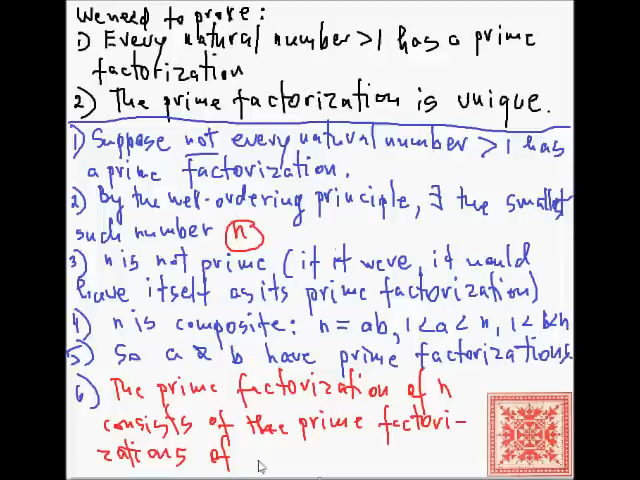 We need to prove:
1) Every natural number > 1 has a prime
factorization
2) The prime factorization is unique.
1) Suppose not every natural number > 1 has
a prime factorization.
2) By the well-ordering principle, ∃ the smallest
such number n
3) n is not prime (if it were, it would
have itself as its prime factorization)
4) n is composite: n = ab, 1 < a < n, 1 < b < n
5) So a & b have prime factorizations
6) The prime factorization of n
consists of the prime factori-
zations of